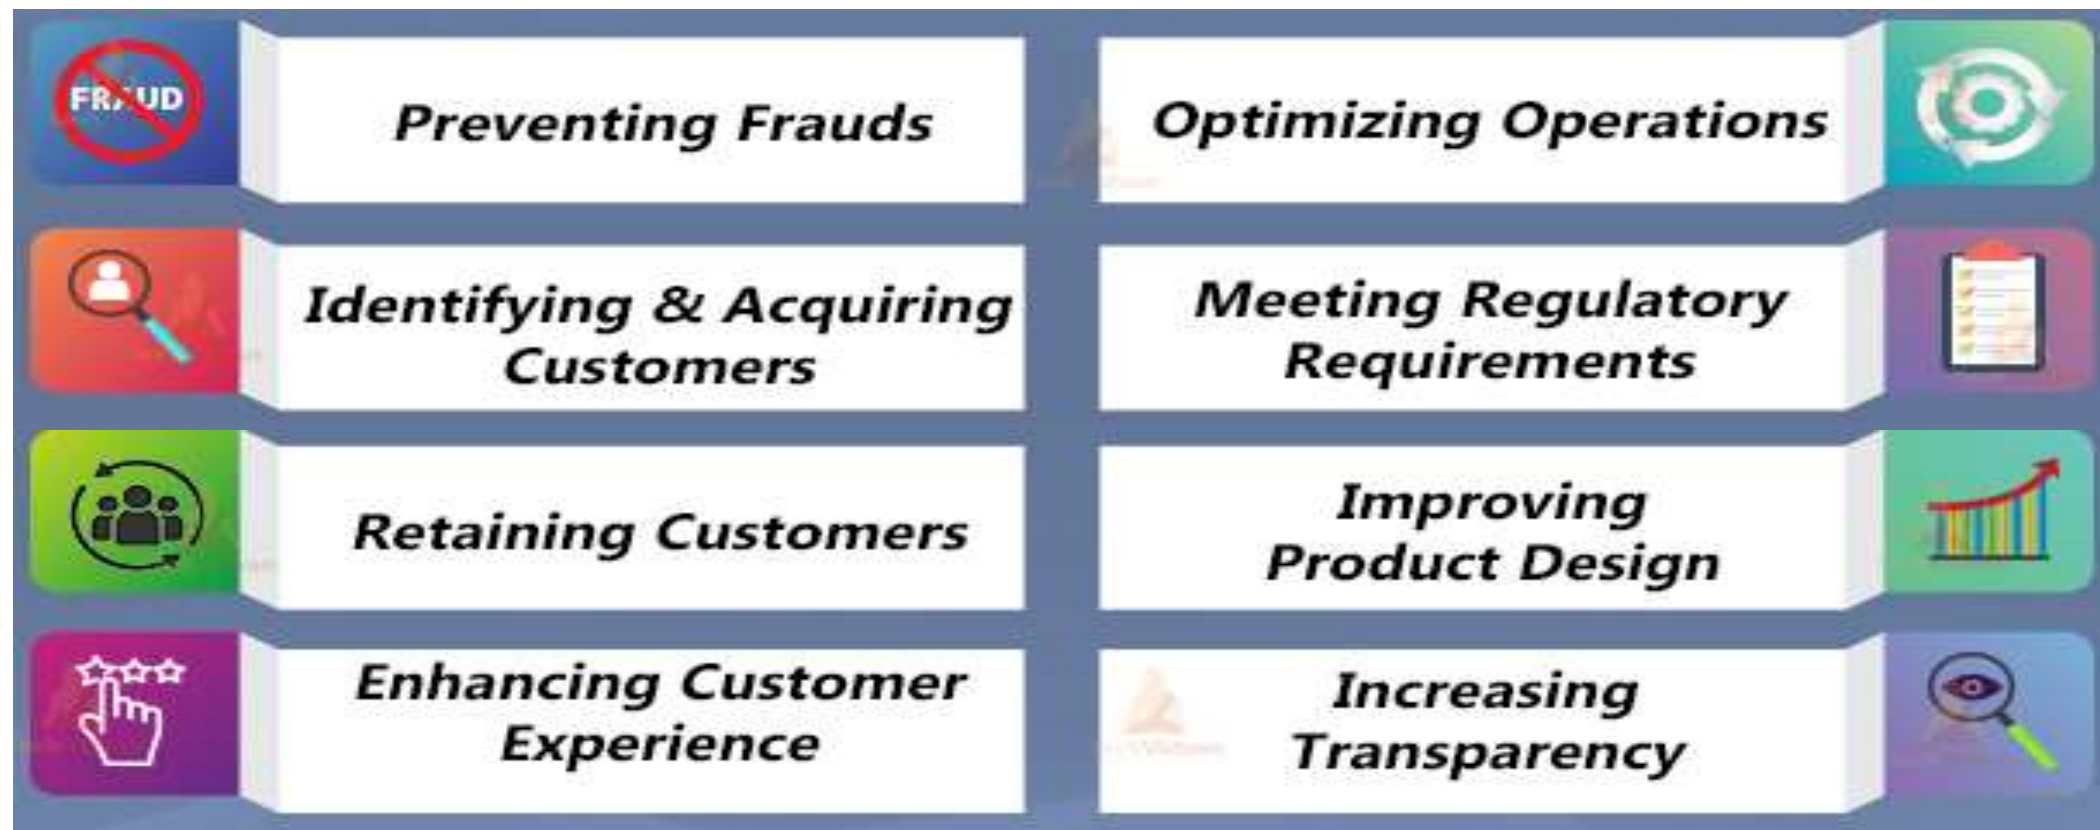 FRAUD
Preventing Frauds
Identifying & Acquiring
Customers
Retaining Customers
Enhancing Customer
Experience
Optimizing Operations
Meeting Regulatory
Requirements
Improving
Product Design
Increasing
Transparency